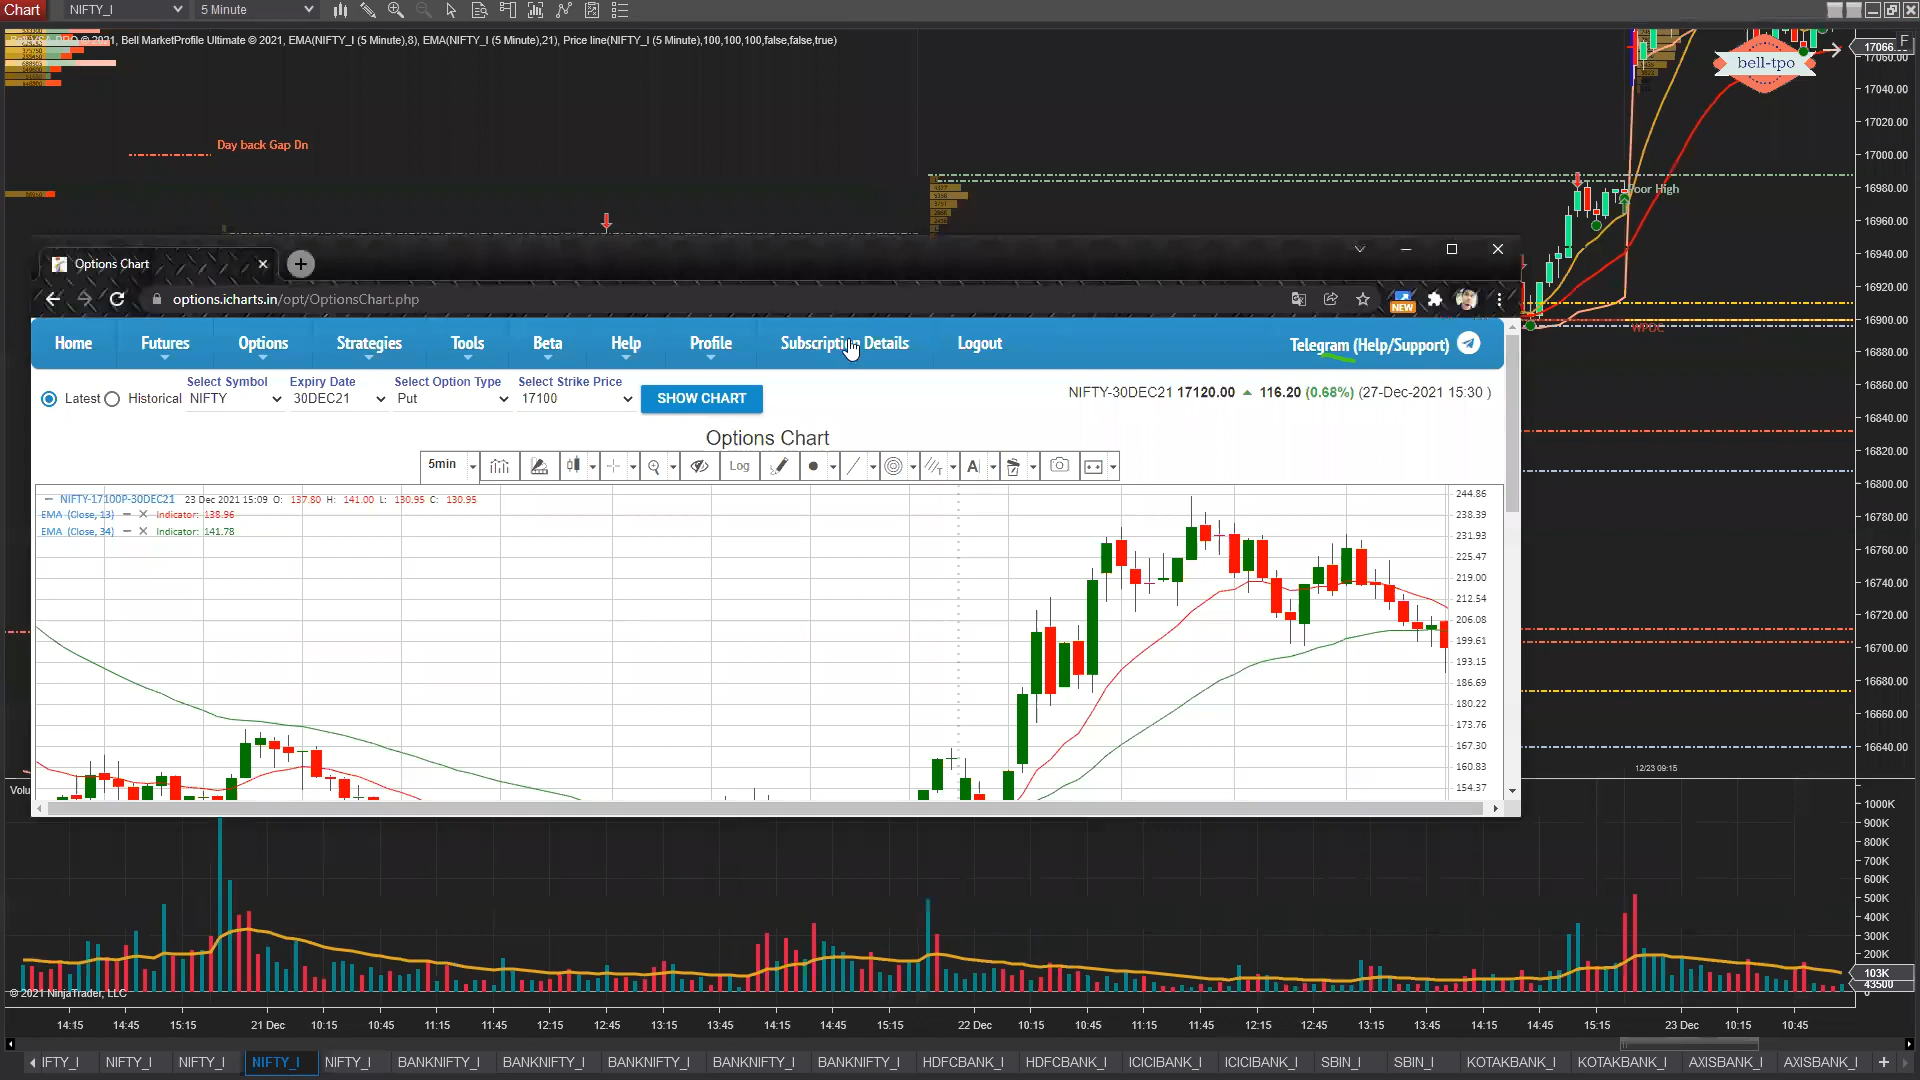 Chart NIFTY_I 5 Minute
© 2021, Bell MarketProfile Ultimate © 2021, EMA(NIFTY_I (5 Minute),8), EMA(NIFTY_I (5 Minute),21), Price line(NIFTY_I (5 Minute),100,100,100,false,false,true)
F
17066.
17060.00
bell-tpo
17040.00
17020.00
Day back Gap Dn
17000.00
16980.00
Poor High
16960.00
16940.00
16920.00
16900.00
WPOC
16880.00
16860.00
16840.00
16820.00
16800.00
16780.00
16760.00
16740.00
16720.00
16700.00
16680.00
16660.00
16640.00
12/23 09:15
Options Chart
options.icharts.in/opt/OptionsChart.php
NEW
Home Futures Options Strategies Tools Beta Help Profile Subscription Details Logout Telegram (Help/Support)
Select Symbol Expiry Date Select Option Type Select Strike Price
Latest Historical NIFTY 30DEC21 Put 17100 SHOW CHART
NIFTY-30DEC21 17120.00 116.20 (0.68%) (27-Dec-2021 15:30 )
Options Chart
5min Log T A
NIFTY-17100P-30DEC21 23 Dec 2021 15:09 O: 137.80 H: 141.00 L: 130.95 C: 130.95
EMA (Close, 13) Indicator: 138.96
EMA (Close, 34) Indicator: 141.78
244.86
238.39
231.93
225.47
219.00
212.54
206.08
199.61
193.15
186.69
180.22
173.76
167.30
160.83
154.37
Volu
1000K
900K
800K
700K
600K
500K
400K
300K
200K
103K
43500
© 2021 NinjaTrader, LLC
14:15 14:45 15:15 21 Dec 10:15 10:45 11:15 11:45 12:15 12:45 13:15 13:45 14:15 14:45 15:15 22 Dec 10:15 10:45 11:15 11:45 12:15 12:45 13:15 13:45 14:45 15:15 23 Dec 10:15 10:45
IFTY_I NIFTY_I NIFTY_I NIFTY_I NIFTY_I BANKNIFTY_I BANKNIFTY_I BANKNIFTY_I BANKNIFTY_I BANKNIFTY_I HDFCBANK_I HDFCBANK_I ICICIBANK_I ICICIBANK_I SBIN_I SBIN_I KOTAKBANK_I KOTAKBANK_I AXISBANK_I AXISBANK_I +